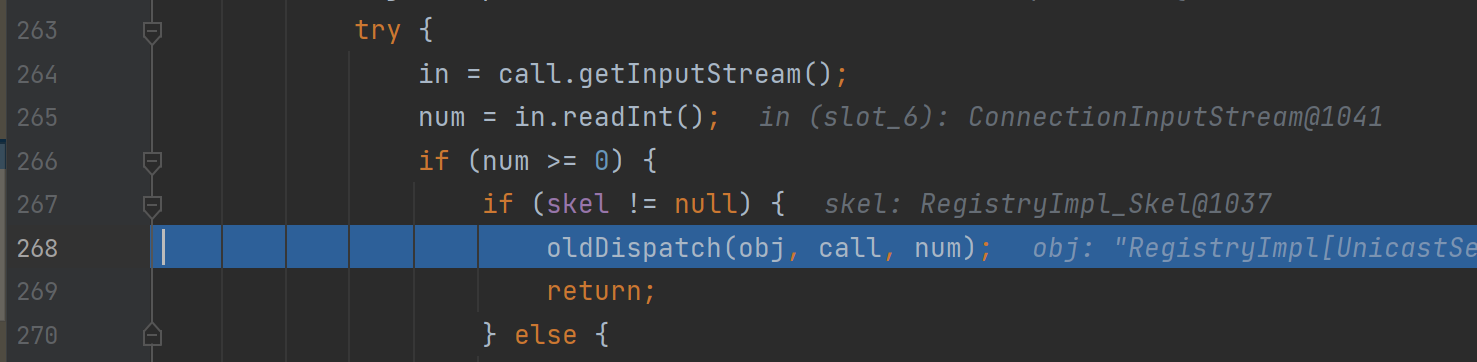 263 try {
264 in = call.getInputStream();
265 num = in.readInt(); in (slot_6): ConnectionInputStream@1041
266 if (num >= 0) {
267 if (skel != null) { skel: RegistryImpl_Skel@1037
268 oldDispatch(obj, call, num); obj: "RegistryImpl[UnicastSe
269 return;
270 } else {